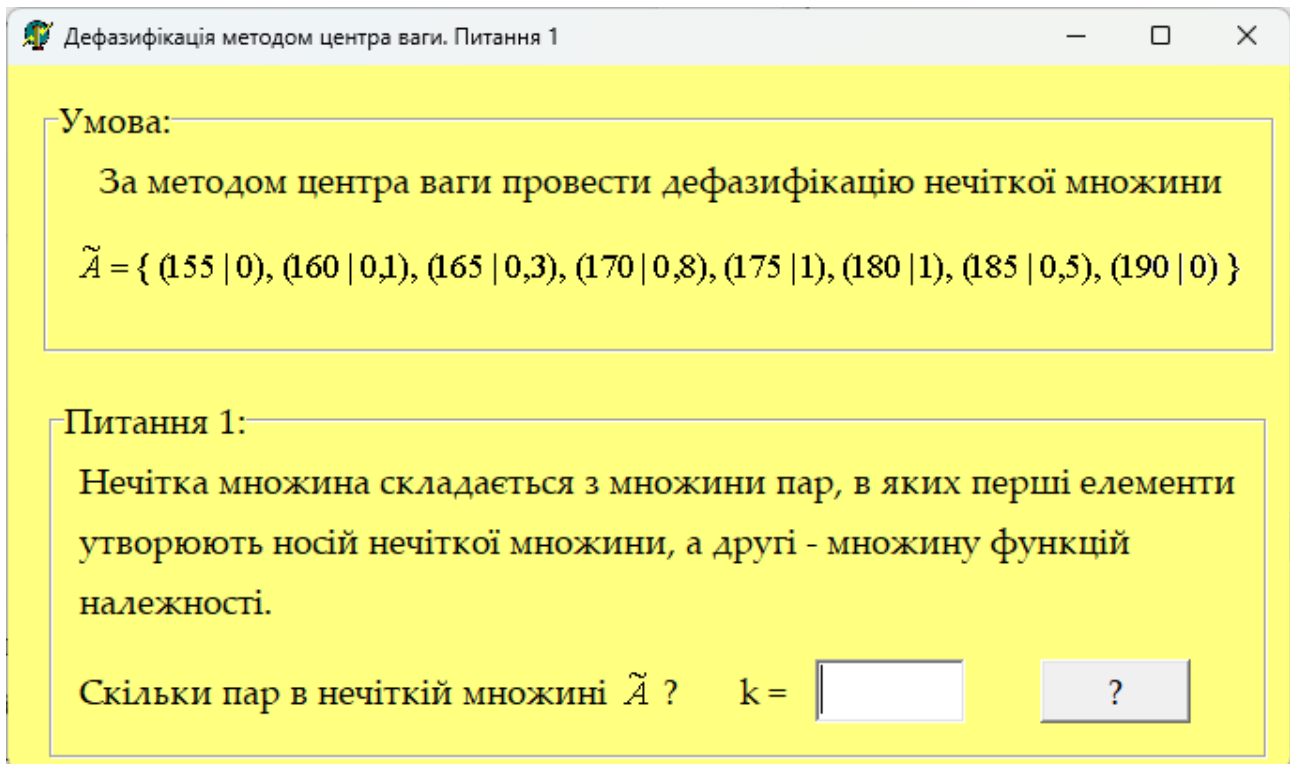 Дефазифікація методом центра ваги. Питання 1
Умова:
За методом центра ваги провести дефазифікацію нечіткої множини
Ã = { (155 | 0), (160 | 0,1), (165 | 0,3), (170 | 0,8), (175 | 1), (180 | 1), (185 | 0,5), (190 | 0) }
Питання 1:
Нечітка множина складається з множини пар, в яких перші елементи
утворюють носій нечіткої множини, а другі - множину функцій
належності.
Скільки пар в нечіткій множині Ã ? k = ?